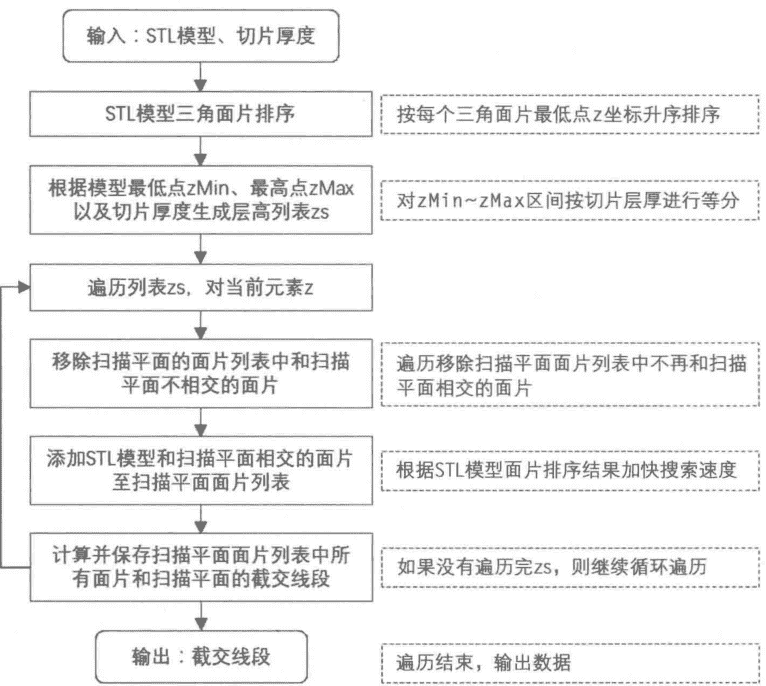 输入：STL模型、切片厚度
STL模型三角面片排序
按每个三角面片最低点z坐标升序排序
根据模型最低点zMin、最高点zMax
以及切片厚度生成层高列表zs
对zMin~zMax区间按切片层厚进行等分
遍历列表zs，对当前元素z
移除扫描平面的面片列表中和扫描
平面不相交的面片
遍历移除扫描平面面片列表中不再和扫描
平面相交的面片
添加STL模型和扫描平面相交的面片
至扫描平面面片列表
根据STL模型面片排序结果加快搜索速度
计算并保存扫描平面面片列表中所
有面片和扫描平面的截交线段
如果没有遍历完zs，则继续循环遍历
输出：截交线段
遍历结束，输出数据